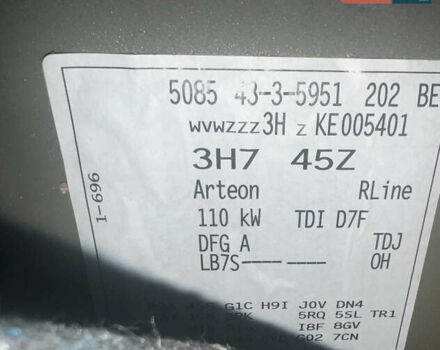 5085 43-3-5951 202 BE
WVWZZZ3H Z KE005401
3H7 45Z
Arteon RLine
110 kW TDI D7F
DFG A TDJ
LB7S---- ---- OH
1-696
G1C H9I J0V DN4
5RQ 5SL TR1
I8F 8GV
G02 7CN